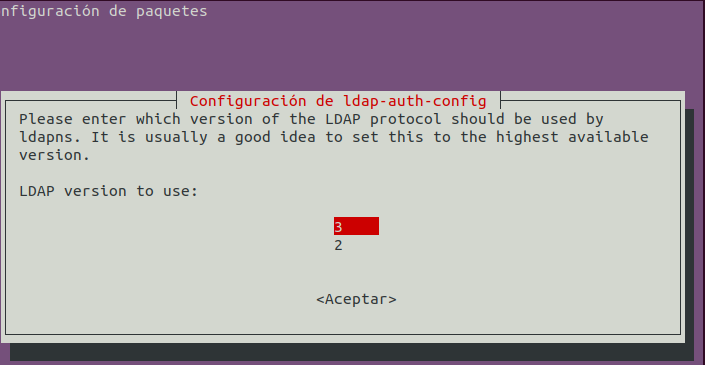 nfiguración de paquetes
Configuración de ldap-auth-config
Please enter which version of the LDAP protocol should be used by
ldapns. It is usually a good idea to set this to the highest available
version.
LDAP version to use:
3
2
<Aceptar>